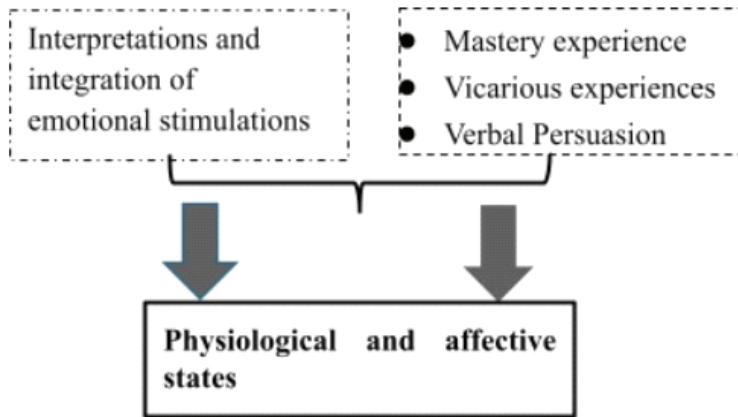 Interpretations and
integration of
emotional stimulations
● Mastery experience
● Vicarious experiences
● Verbal Persuasion
Physiological and affective
states